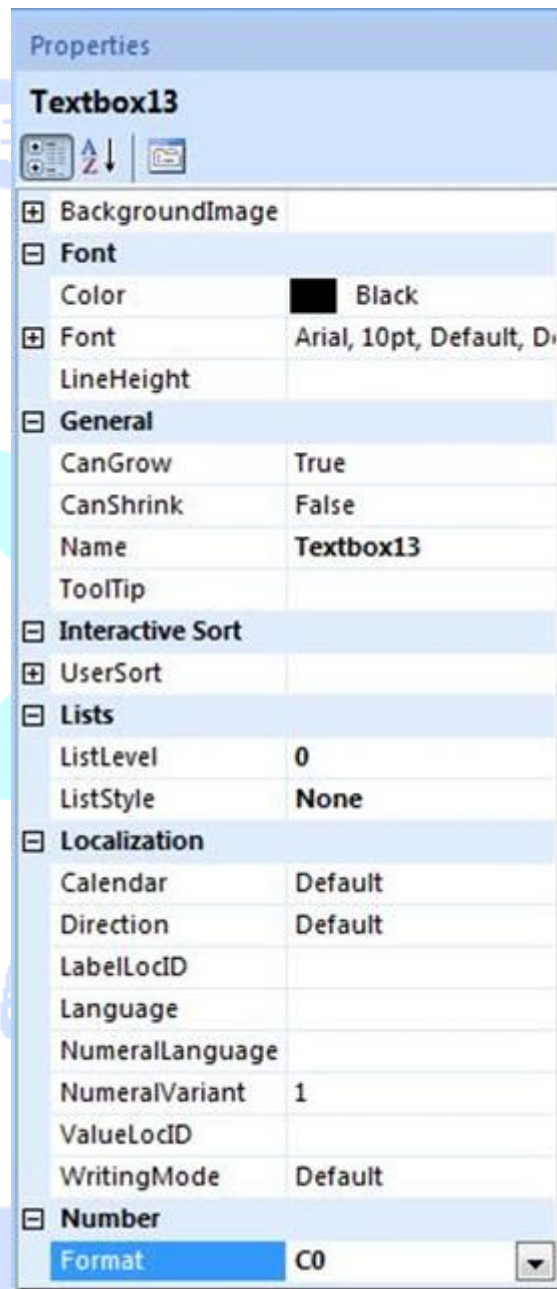 Properties
Textbox13
A
Z
BackgroundImage
Font
Color Black
Font Arial, 10pt, Default, D
LineHeight
General
CanGrow True
CanShrink False
Name Textbox13
ToolTip
Interactive Sort
UserSort
Lists
ListLevel 0
ListStyle None
Localization
Calendar Default
Direction Default
LabelLocID
Language
NumeralLanguage
NumeralVariant 1
ValueLocID
WritingMode Default
Number
Format C0